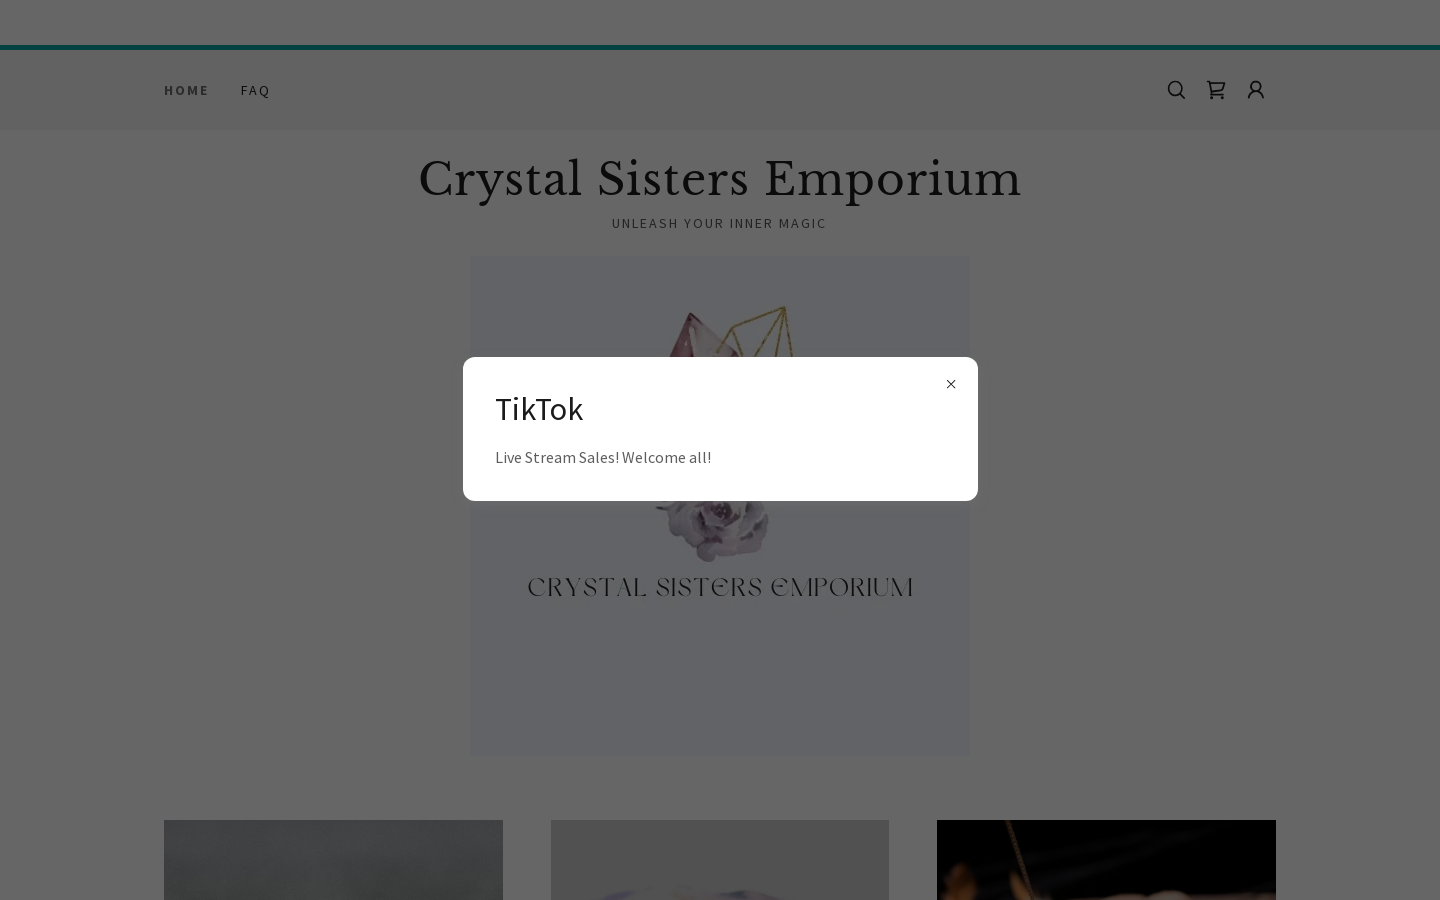 HOME
FAQ
Crystal Sisters Emporium
UNLEASH YOUR INNER MAGIC
TikTok
Live Stream Sales! Welcome all!
CRYSTAL SISTERS EMPORIUM